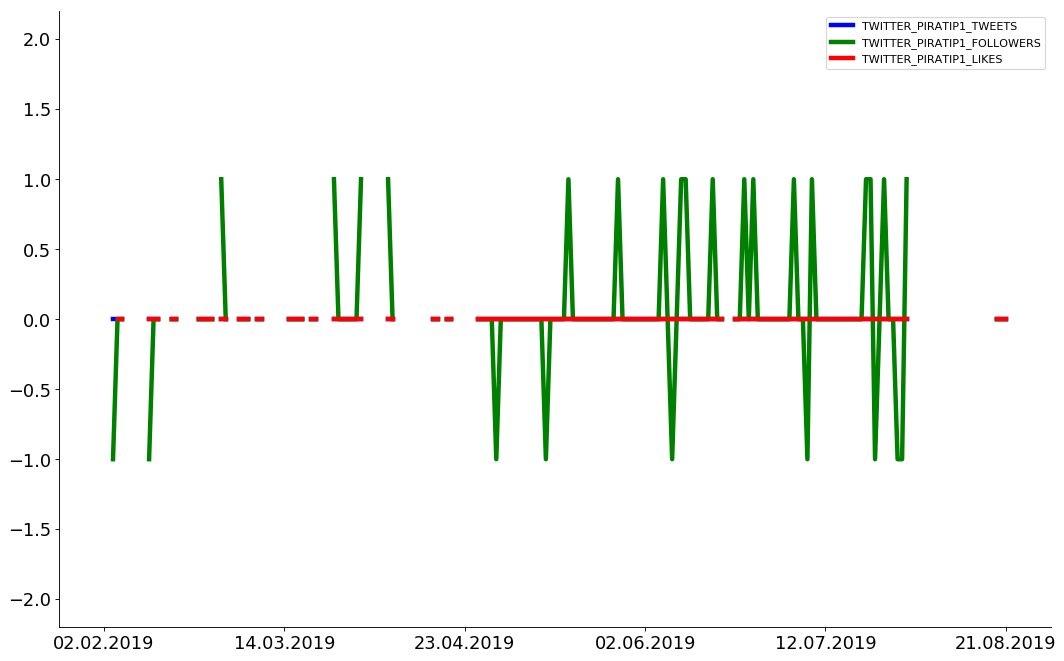 TWITTER_PIRATIP1_TWEETS
TWITTER_PIRATIP1_FOLLOWERS
TWITTER_PIRATIP1_LIKES
2.0
1.5
1.0
0.5
0.0
−0.5
−1.0
−1.5
−2.0
02.02.2019 14.03.2019 23.04.2019 02.06.2019 12.07.2019 21.08.2019